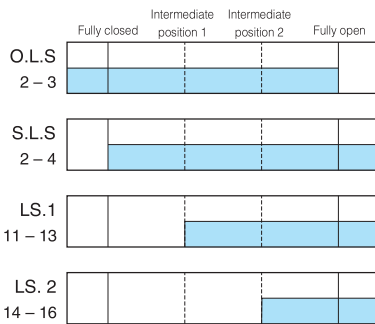 Intermediate Intermediate
Fully closed position 1 position 2 Fully open
O.L.S
2 – 3
S.L.S
2 – 4
LS.1
11 – 13
LS. 2
14 – 16